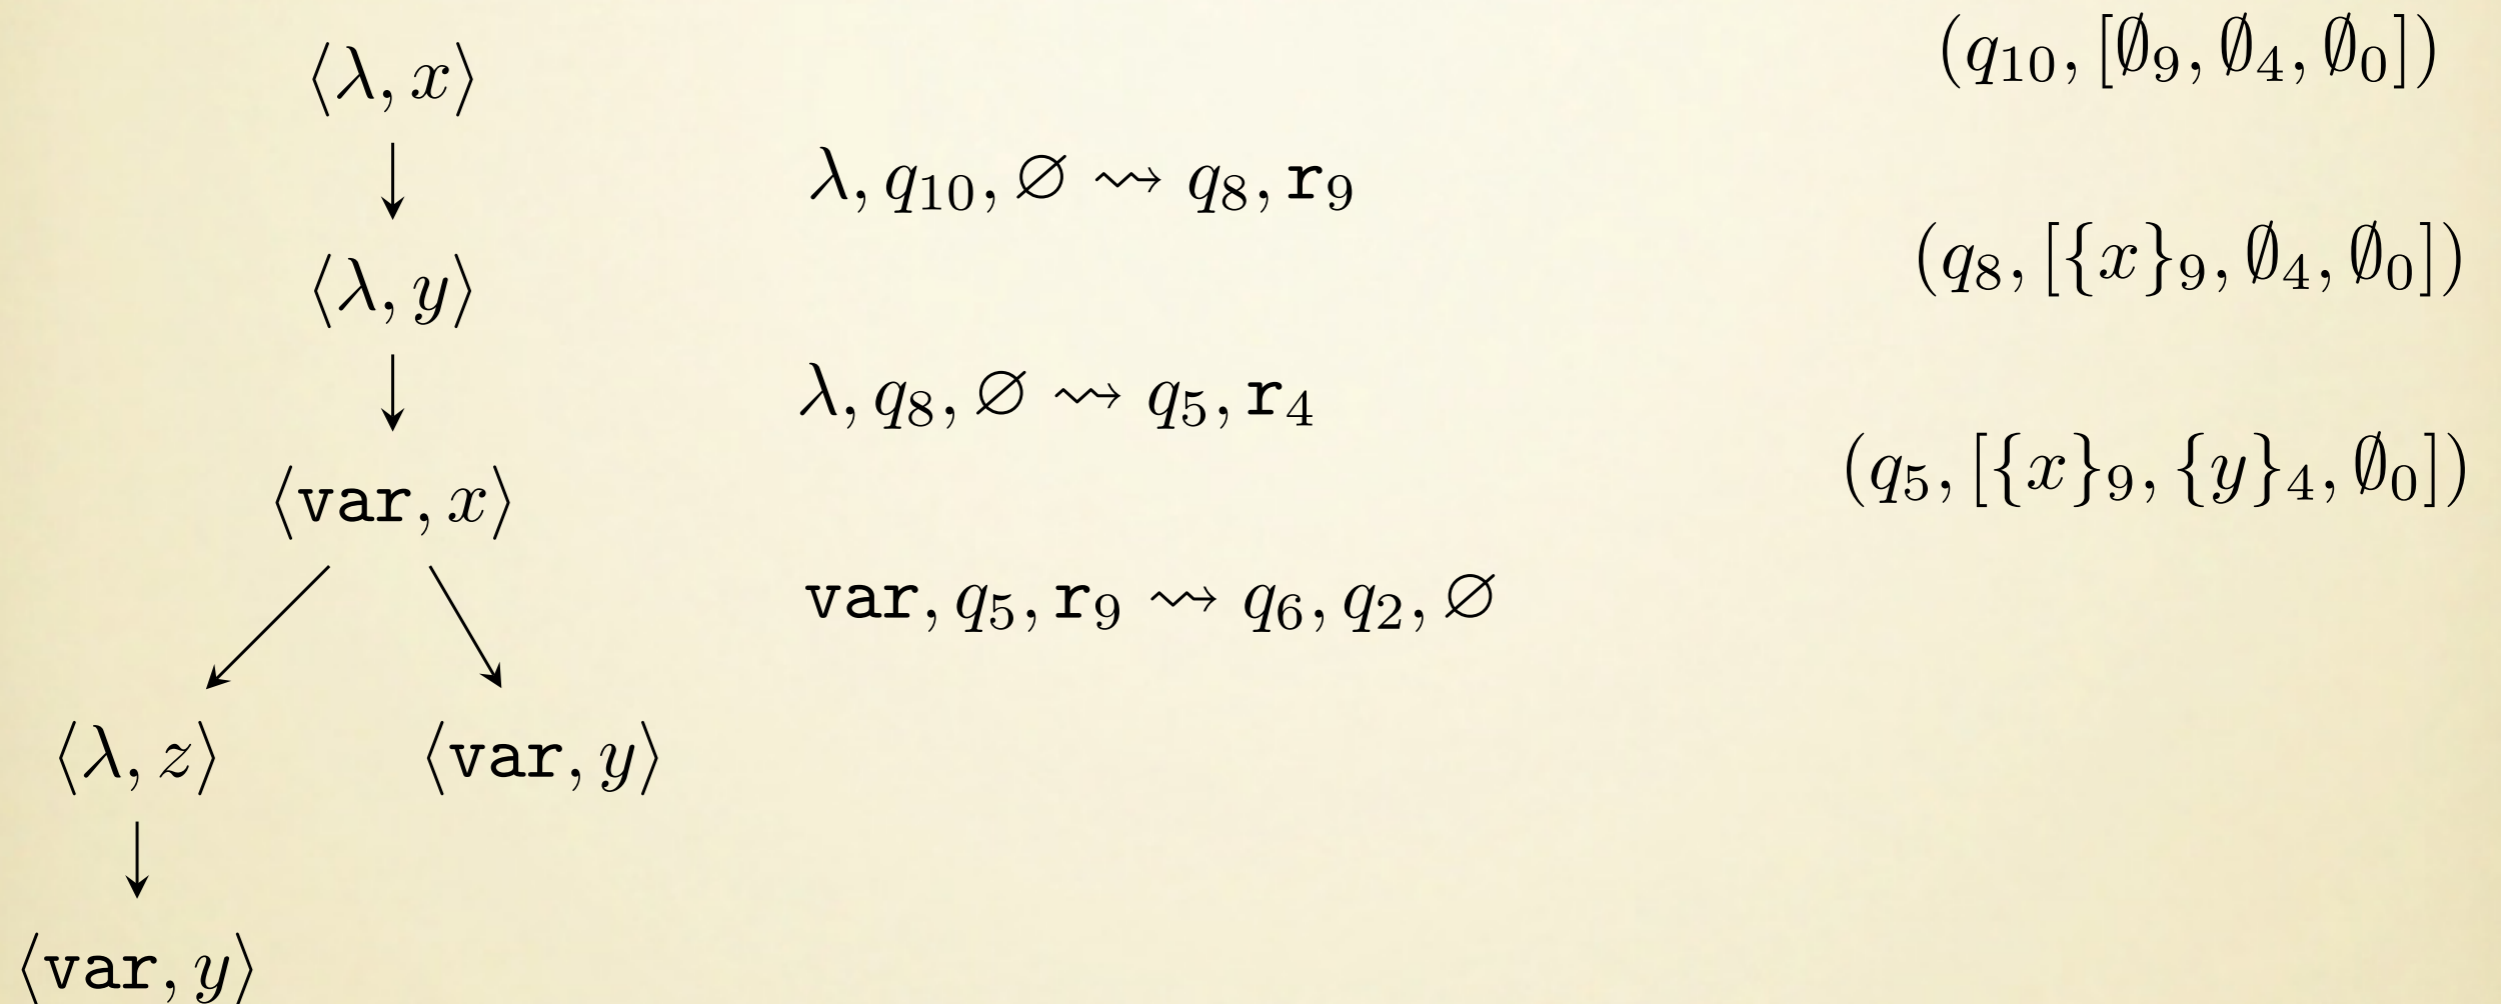 (q₁₀, [∅₉, ∅₄, ∅₀])
⟨λ, x⟩
λ, q₁₀, ∅ ⇝ q₈, r₉
(q₈, [{x}₉, ∅₄, ∅₀])
⟨λ, y⟩
λ, q₈, ∅ ⇝ q₅, r₄
(q₅, [{x}₉, {y}₄, ∅₀])
⟨var, x⟩
var, q₅, r₉ ⇝ q₆, q₂, ∅
⟨λ, z⟩ ⟨var, y⟩
⟨var, y⟩